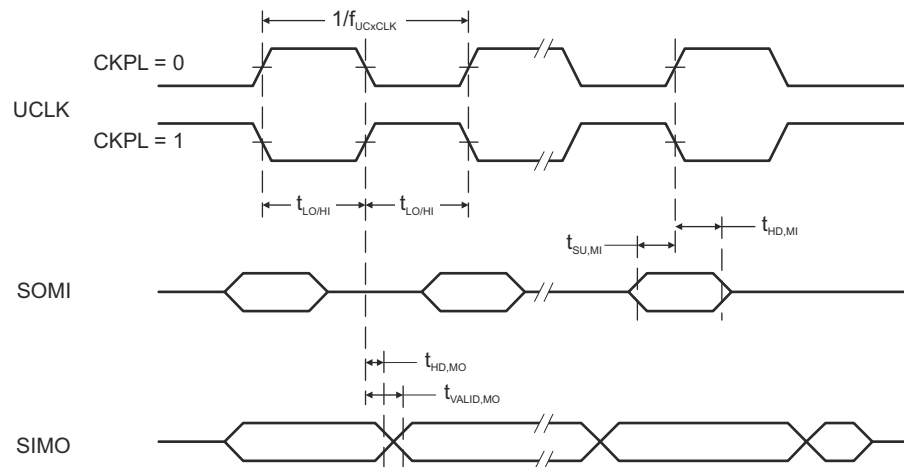 1/fUCxCLK
CKPL = 0
UCLK
CKPL = 1
tLO/HI tLO/HI
tSU,MI tHD,MI
SOMI
tHD,MO
tVALID,MO
SIMO